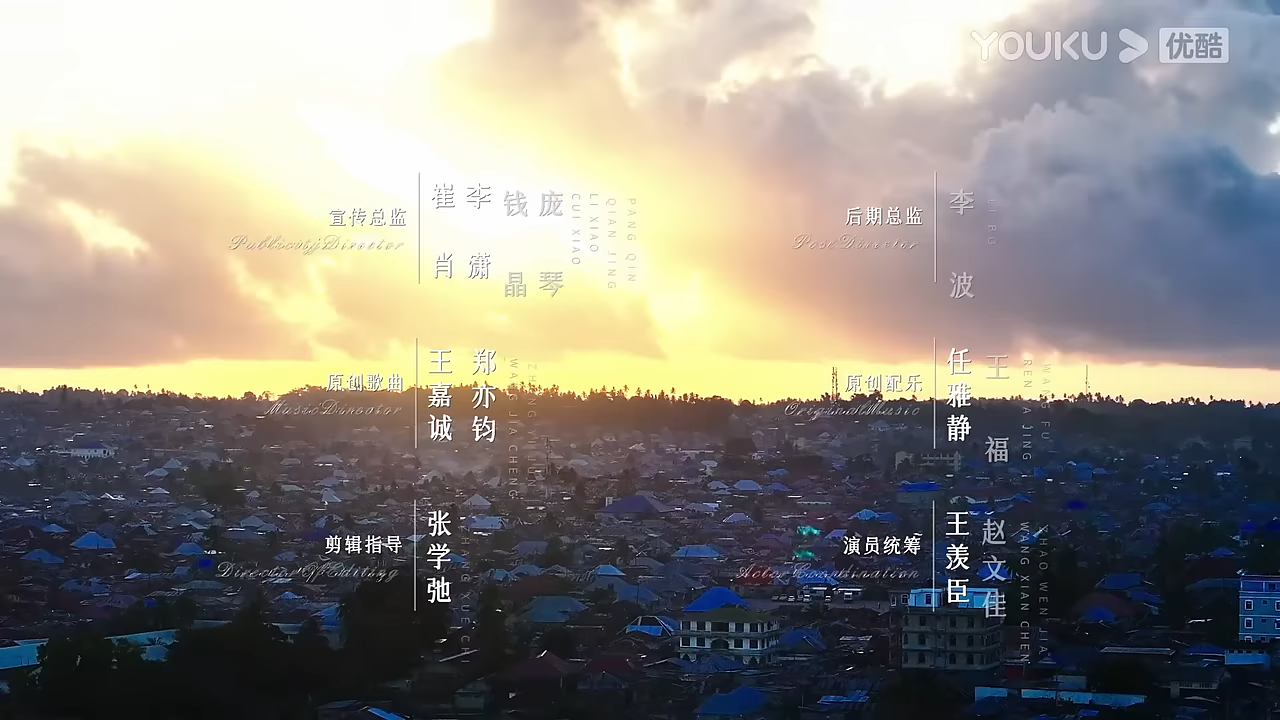 YOUKU 优酷
宣传总监
Publicity Director
崔肖
李潇
钱晶
庞琴
CUI XIAO
LI XIAO
QIAN JING
PANG QIN
后期总监
Post Director
李波
LI BO
原创歌曲
Music Director
王嘉诚
郑亦钧
WANG JIA CHENG
原创配乐
Original Music
任雅静
王福
REN YA JING
WANG FU
剪辑指导
Director Of Editing
张学弛
演员统筹
Actor Coordination
王羡臣
赵文佳
WANG XIAN CHEN
ZHAO WEN JIA